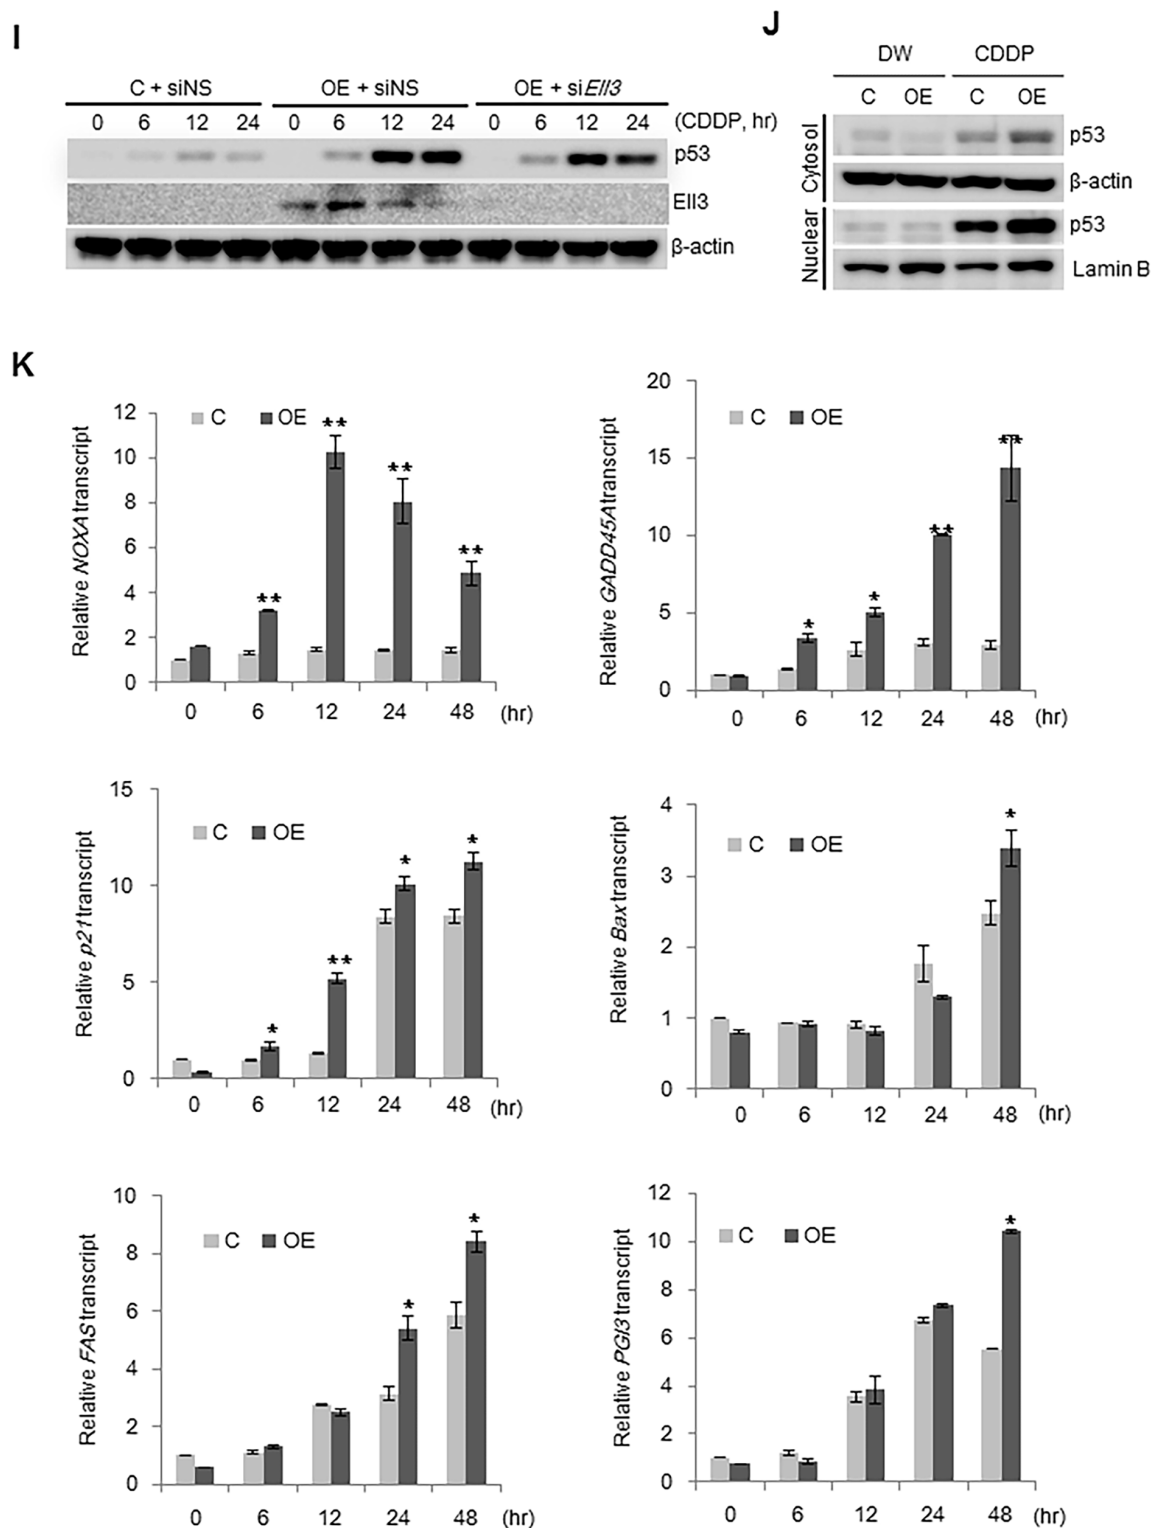 I
C + siNS OE + siNS OE + siEll3
0 6 12 24 0 6 12 24 0 6 12 24 (CDDP, hr)
p53
Ell3
β-actin
J
DW CDDP
C OE C OE
Cytosol
p53
β-actin
Nuclear
p53
Lamin B
K
Relative NOXA transcript
C OE
12
10
8
6
4
2
0
** ** ** **
0 6 12 24 48 (hr)
Relative GADD45A transcript
C OE
20
15
10
5
0
* * ** **
0 6 12 24 48 (hr)
Relative p21 transcript
C OE
15
10
5
0
* ** * *
0 6 12 24 48 (hr)
Relative Bax transcript
C OE
4
3
2
1
0
*
0 6 12 24 48 (hr)
Relative FAS transcript
C OE
10
8
6
4
2
0
* *
0 6 12 24 48 (hr)
Relative PGI3 transcript
C OE
12
10
8
6
4
2
0
*
0 6 12 24 48 (hr)